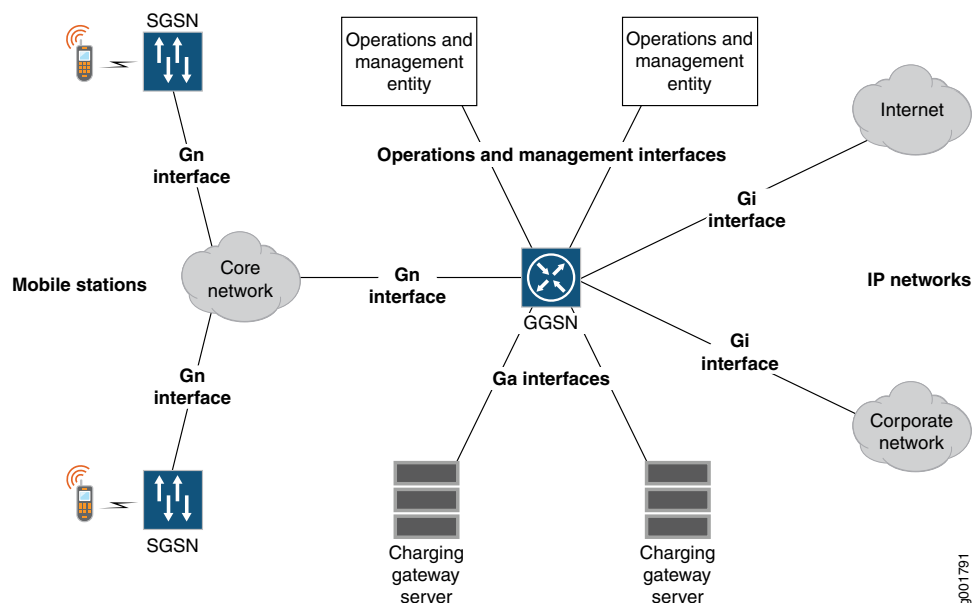 SGSN
Operations and
management
entity
Operations and
management
entity
Internet
Gn
interface
Operations and management interfaces
Gi
interface
Mobile stations
Core
network
Gn
interface
GGSN
IP networks
Gi
interface
Gn
interface
Ga interfaces
Corporate
network
SGSN
Charging
gateway
server
Charging
gateway
server
g001791